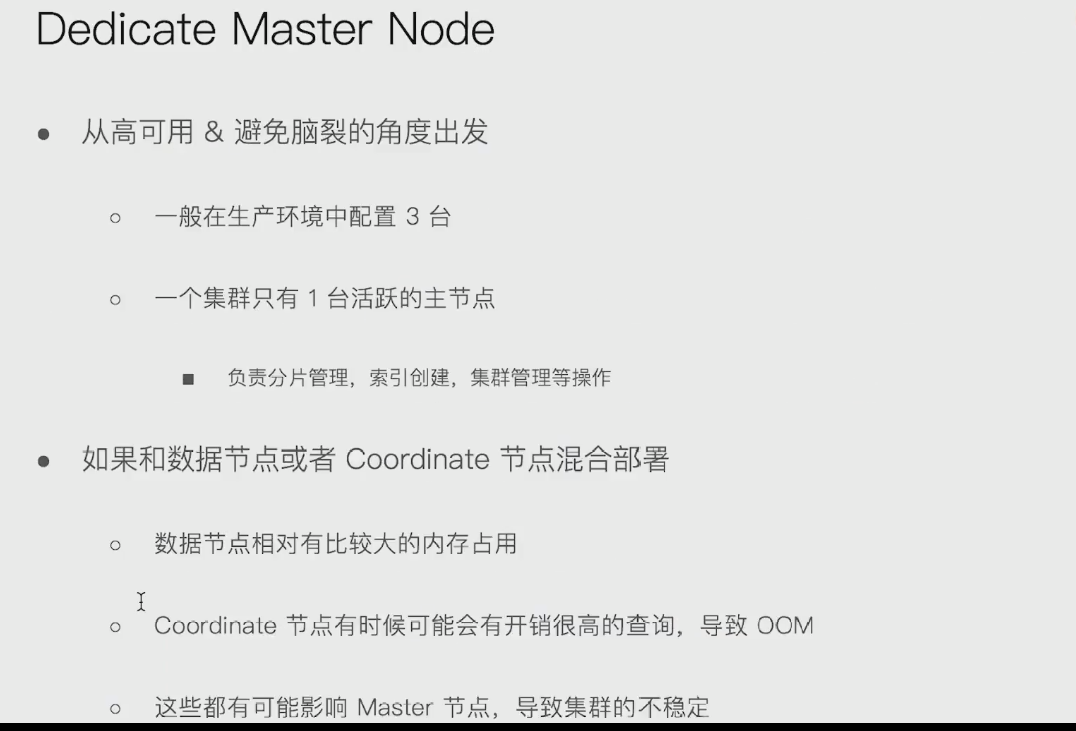 Dedicate Master Node
从高可用 & 避免脑裂的角度出发
一般在生产环境中配置 3 台
一个集群只有 1 台活跃的主节点
负责分片管理，索引创建，集群管理等操作
如果和数据节点或者 Coordinate 节点混合部署
数据节点相对有比较大的内存占用
Coordinate 节点有时候可能会有开销很高的查询，导致 OOM
这些都有可能影响 Master 节点，导致集群的不稳定